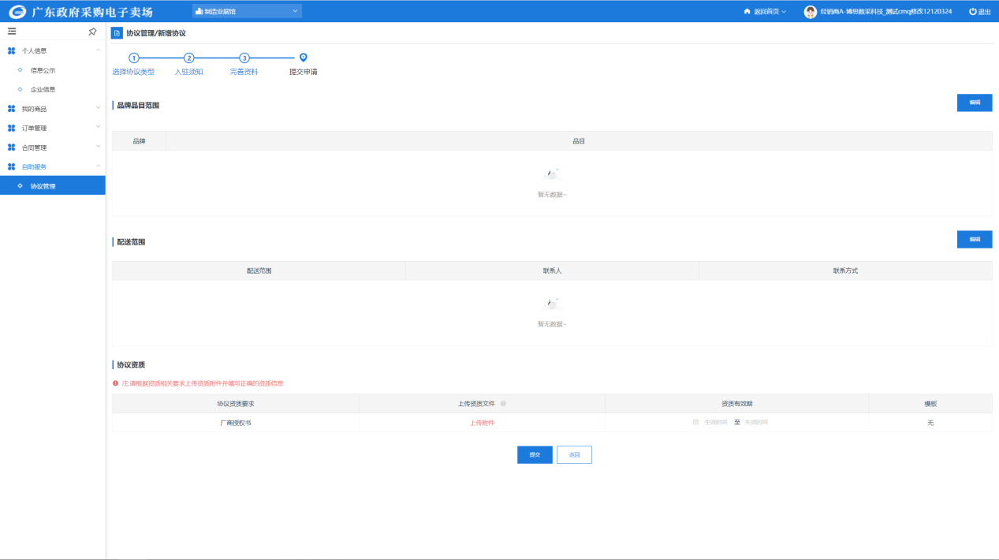 广东政府采购电子卖场
制造业展馆
返回首页
经销商A-博思数采科技_测试cmq修改12120324
退出
协议管理/新增协议
个人信息
信息公示
企业信息
我的商品
订单管理
合同管理
自助服务
协议管理
1 2 3
选择协议类型 入驻须知 完善资料 提交申请
品牌品目范围 编辑
品牌 品目
暂无数据~
配送范围 编辑
配送范围 联系人 联系方式
暂无数据~
协议资质
注:请根据资质相关要求上传资质附件并填写正确的资质信息
协议资质要求 上传资质文件 资质有效期 模板
厂商授权书 上传附件 生效时间 至 失效时间 无
提交 返回